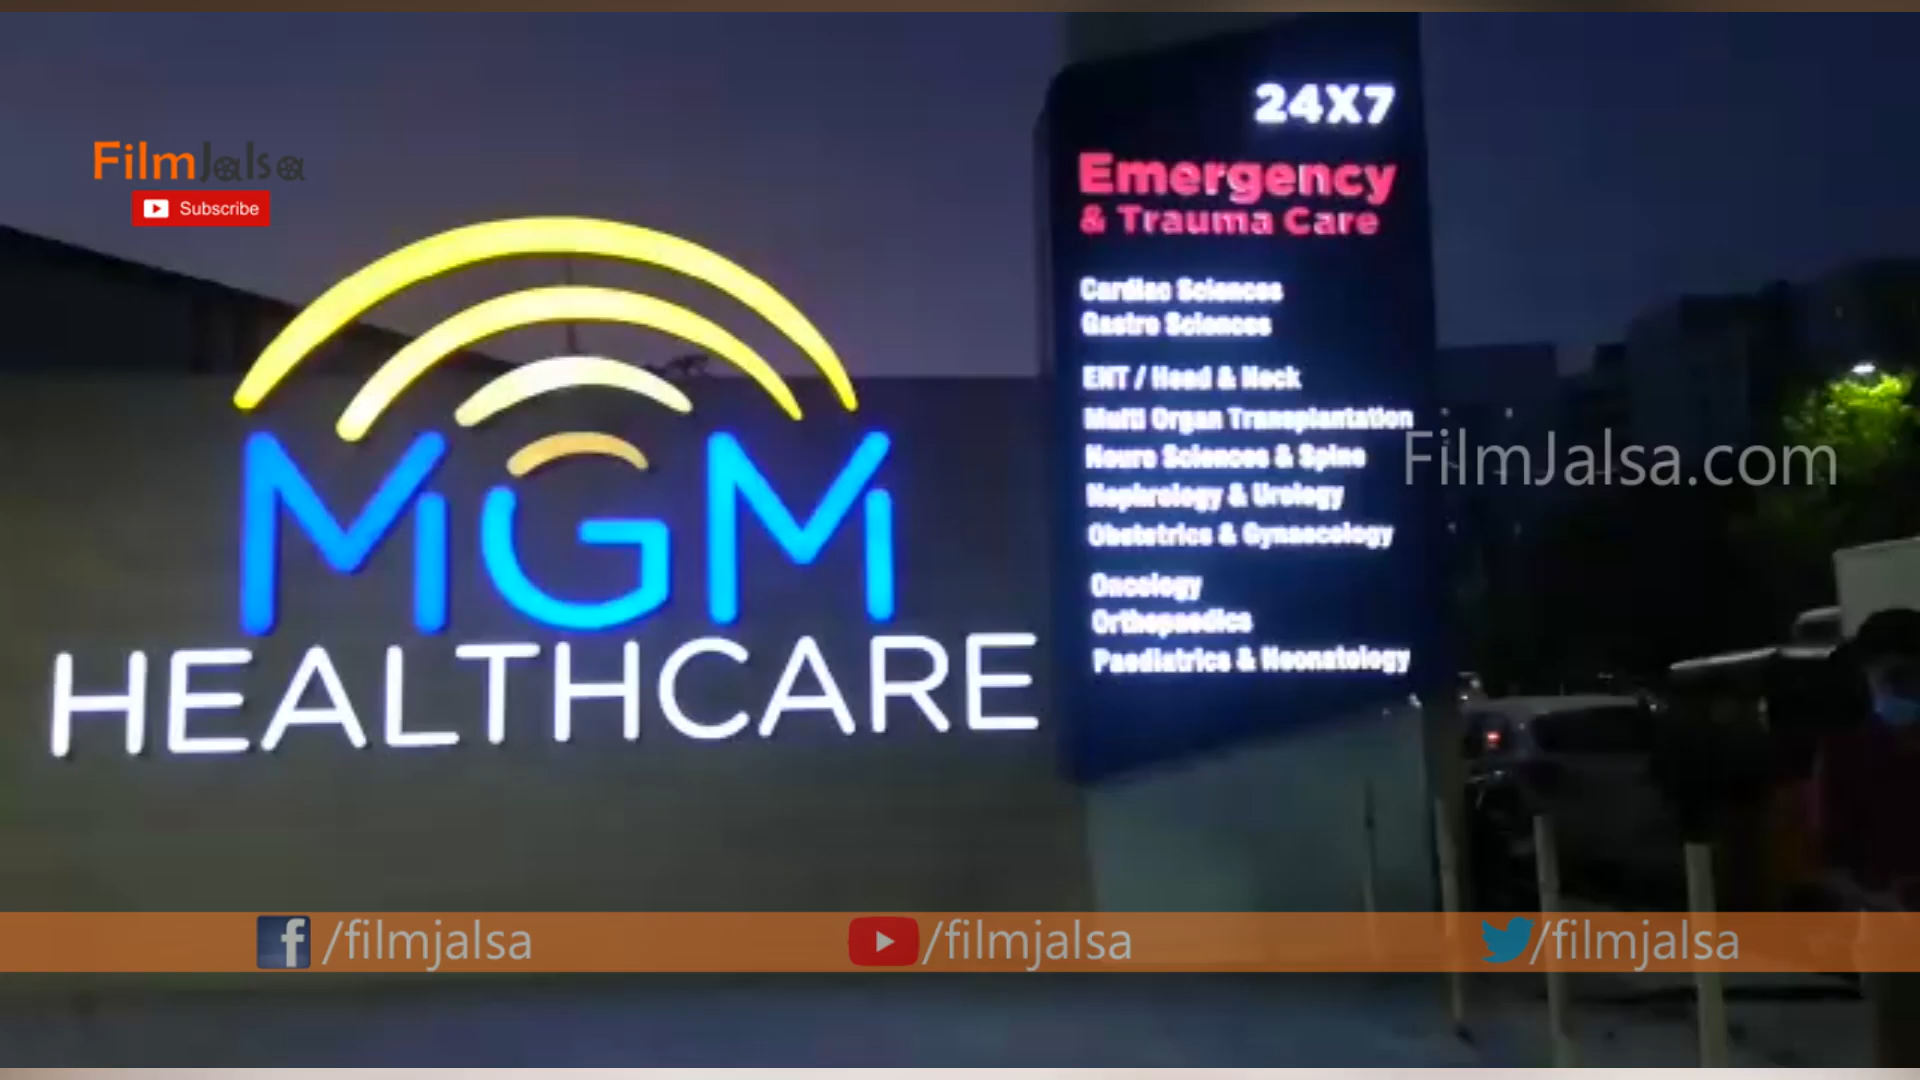 FilmJalsa
Subscribe
MGM
HEALTHCARE
24X7
Emergency
& Trauma Care
Cardiac Sciences
Gastro Sciences
ENT / Head & Neck
Multi Organ Transplantation
Neuro Sciences & Spine
Nephrology & Urology
Obstetrics & Gynaecology
Oncology
Orthopaedics
Paediatrics & Neonatology
FilmJalsa.com
/filmjalsa
/filmjalsa
/filmjalsa